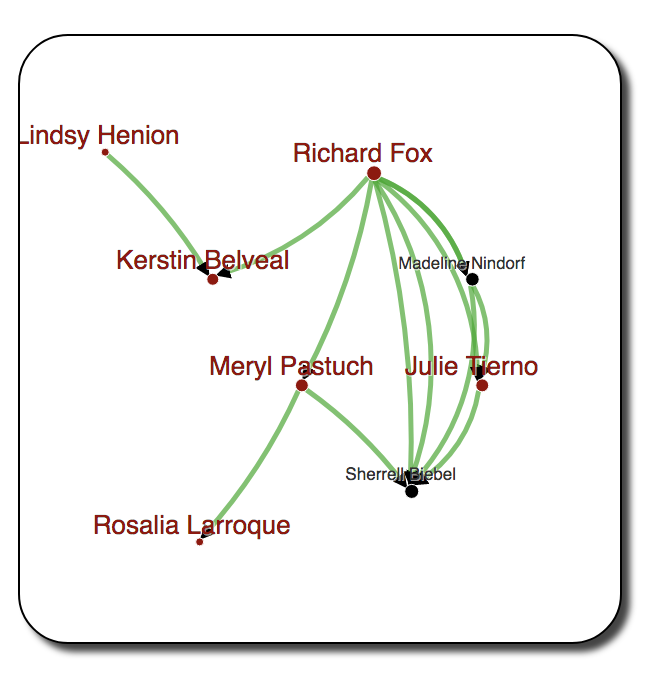 Lindsy Henion
Richard Fox
Kerstin Belveal
Madeline Nindorf
Meryl Pastuch
Julie Tierno
Sherrell Biebel
Rosalia Larroque